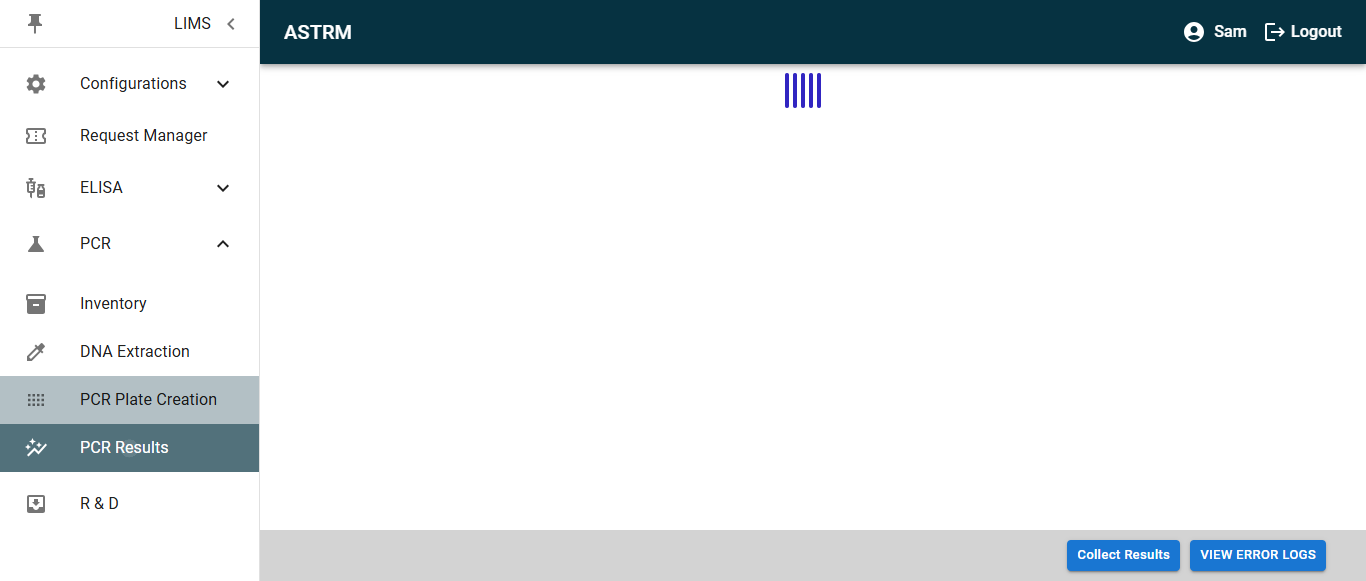 LIMS
ASTRM
Sam
Logout
Configurations
Request Manager
ELISA
PCR
Inventory
DNA Extraction
PCR Plate Creation
PCR Results
R & D
Collect Results
VIEW ERROR LOGS